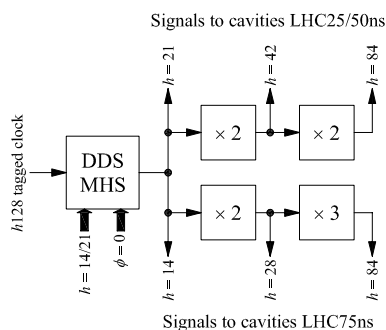 Signals to cavities LHC25/50ns
h = 21
h = 42
h = 84
× 2
× 2
h128 tagged clock
DDS
MHS
× 2
× 3
h = 14/21
ϕ = 0
h = 14
h = 28
h = 84
Signals to cavities LHC75ns